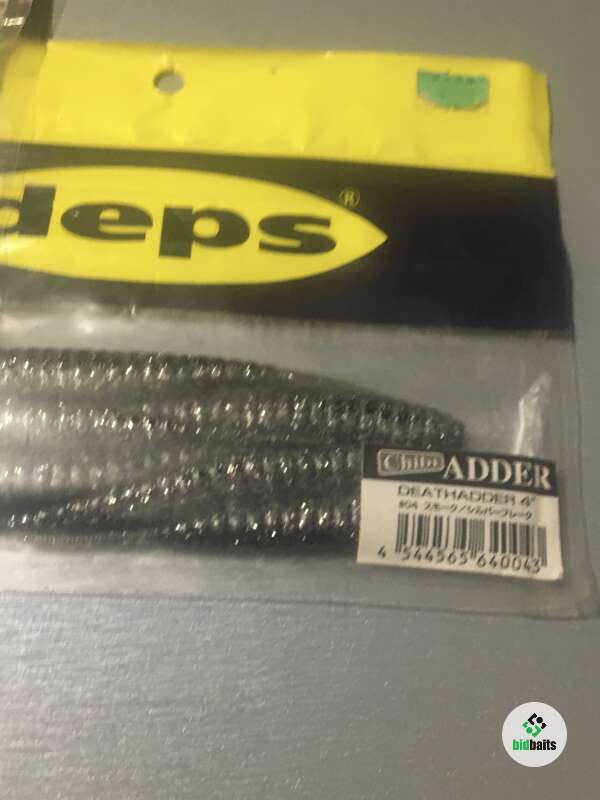 deps®
ADDER
DEATHADDER 4"
#04 スモーク/シルバーフレーク
4 544565 640043
bidbaits